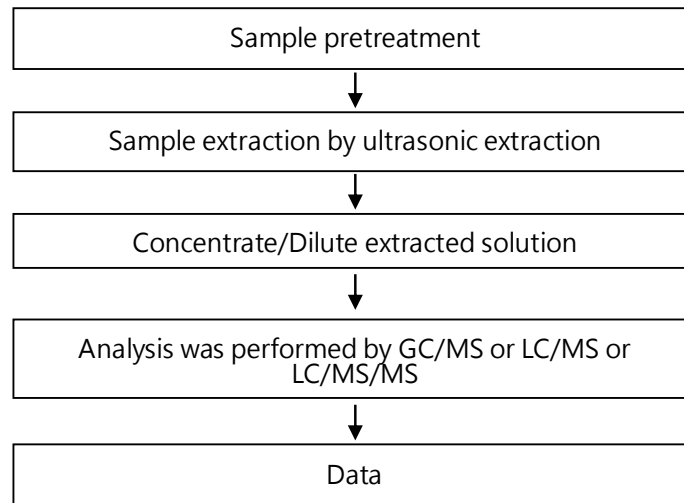 Sample pretreatment
Sample extraction by ultrasonic extraction
Concentrate/Dilute extracted solution
Analysis was performed by GC/MS or LC/MS or
LC/MS/MS
Data